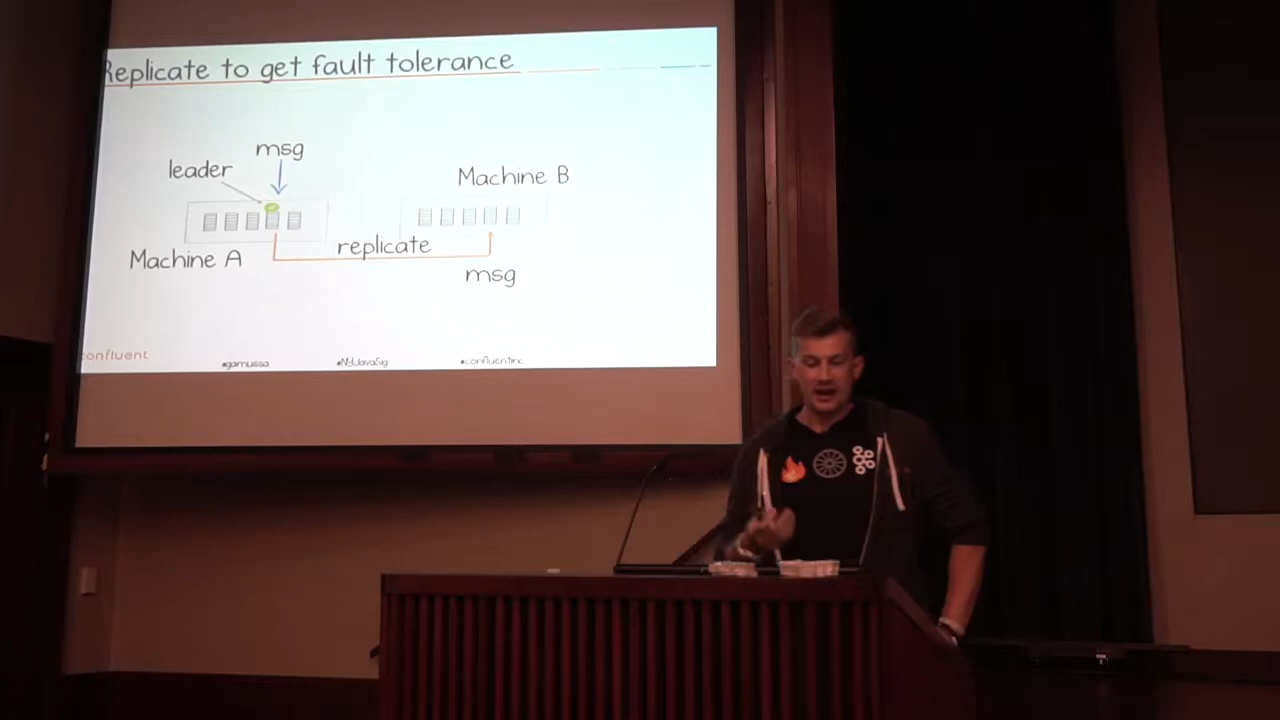 Replicate to get fault tolerance
msg
leader
Machine B
replicate
Machine A
msg
confluent
@gamussa
#NYJavaSig
@confluentinc